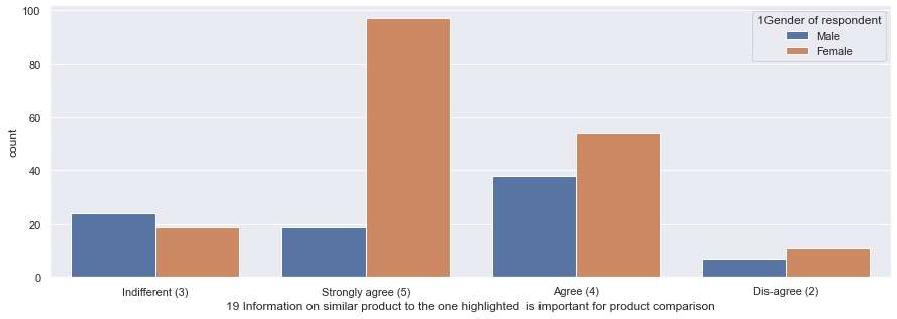 100
80
60
40
20
0
count
1Gender of respondent
Male
Female
Indifferent (3)
Strongly agree (5)
Agree (4)
Dis-agree (2)
19 Information on similar product to the one highlighted  is important for product comparison